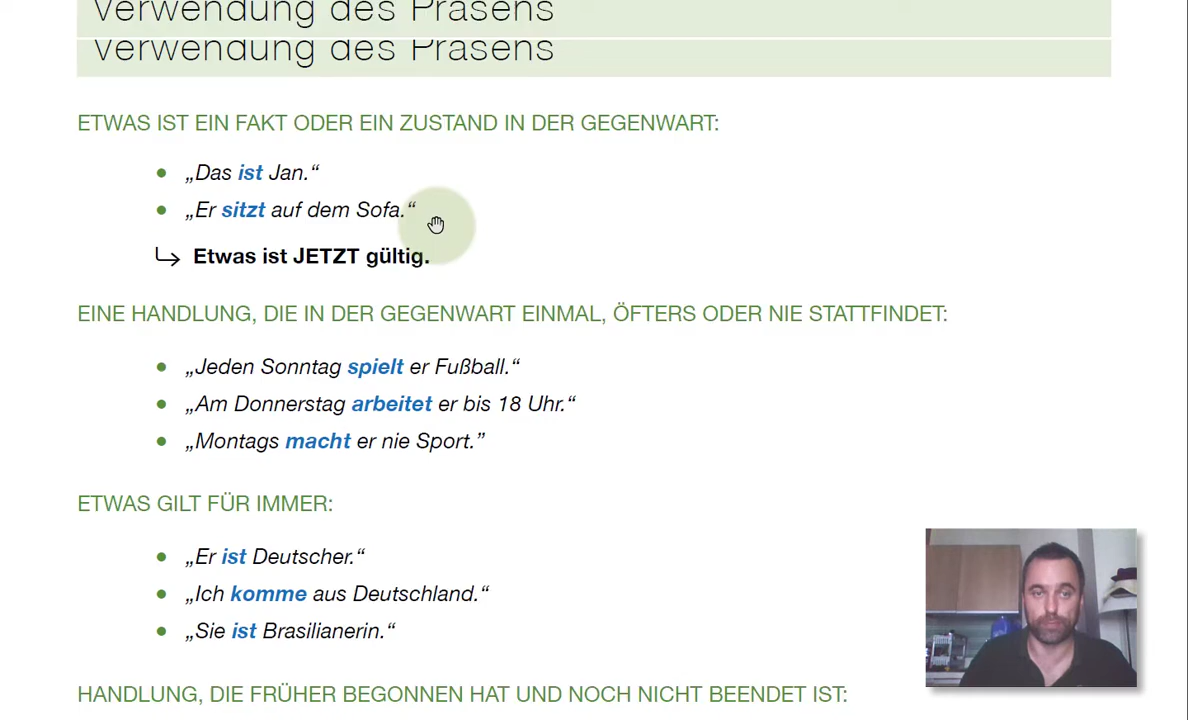 Verwendung des Präsens
Verwendung des Präsens
ETWAS IST EIN FAKT ODER EIN ZUSTAND IN DER GEGENWART:
„Das ist Jan.“
„Er sitzt auf dem Sofa.“
Etwas ist JETZT gültig.
EINE HANDLUNG, DIE IN DER GEGENWART EINMAL, ÖFTERS ODER NIE STATTFINDET:
„Jeden Sonntag spielt er Fußball.“
„Am Donnerstag arbeitet er bis 18 Uhr.“
„Montags macht er nie Sport.”
ETWAS GILT FÜR IMMER:
„Er ist Deutscher.“
„Ich komme aus Deutschland.“
„Sie ist Brasilianerin.“
HANDLUNG, DIE FRÜHER BEGONNEN HAT UND NOCH NICHT BEENDET IST: